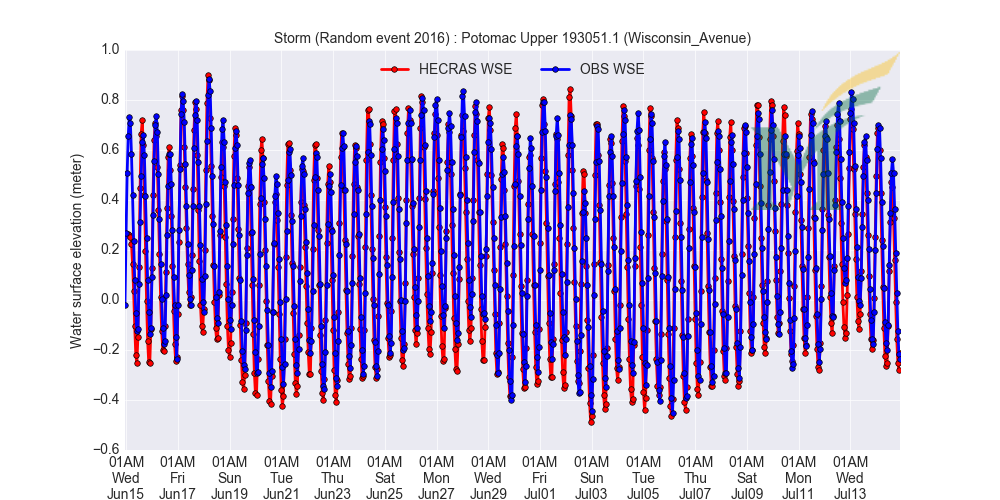 Storm (Random event 2016) : Potomac Upper 193051.1 (Wisconsin_Avenue)
HECRAS WSE
OBS WSE
Water surface elevation (meter)
1.0
0.8
0.6
0.4
0.2
0.0
−0.2
−0.4
−0.6
01AM 01AM 01AM 01AM 01AM 01AM 01AM 01AM 01AM 01AM 01AM 01AM 01AM 01AM 01AM
Wed Fri Sun Tue Thu Sat Mon Wed Fri Sun Tue Thu Sat Mon Wed
Jun15 Jun17 Jun19 Jun21 Jun23 Jun25 Jun27 Jun29 Jul01 Jul03 Jul05 Jul07 Jul09 Jul11 Jul13